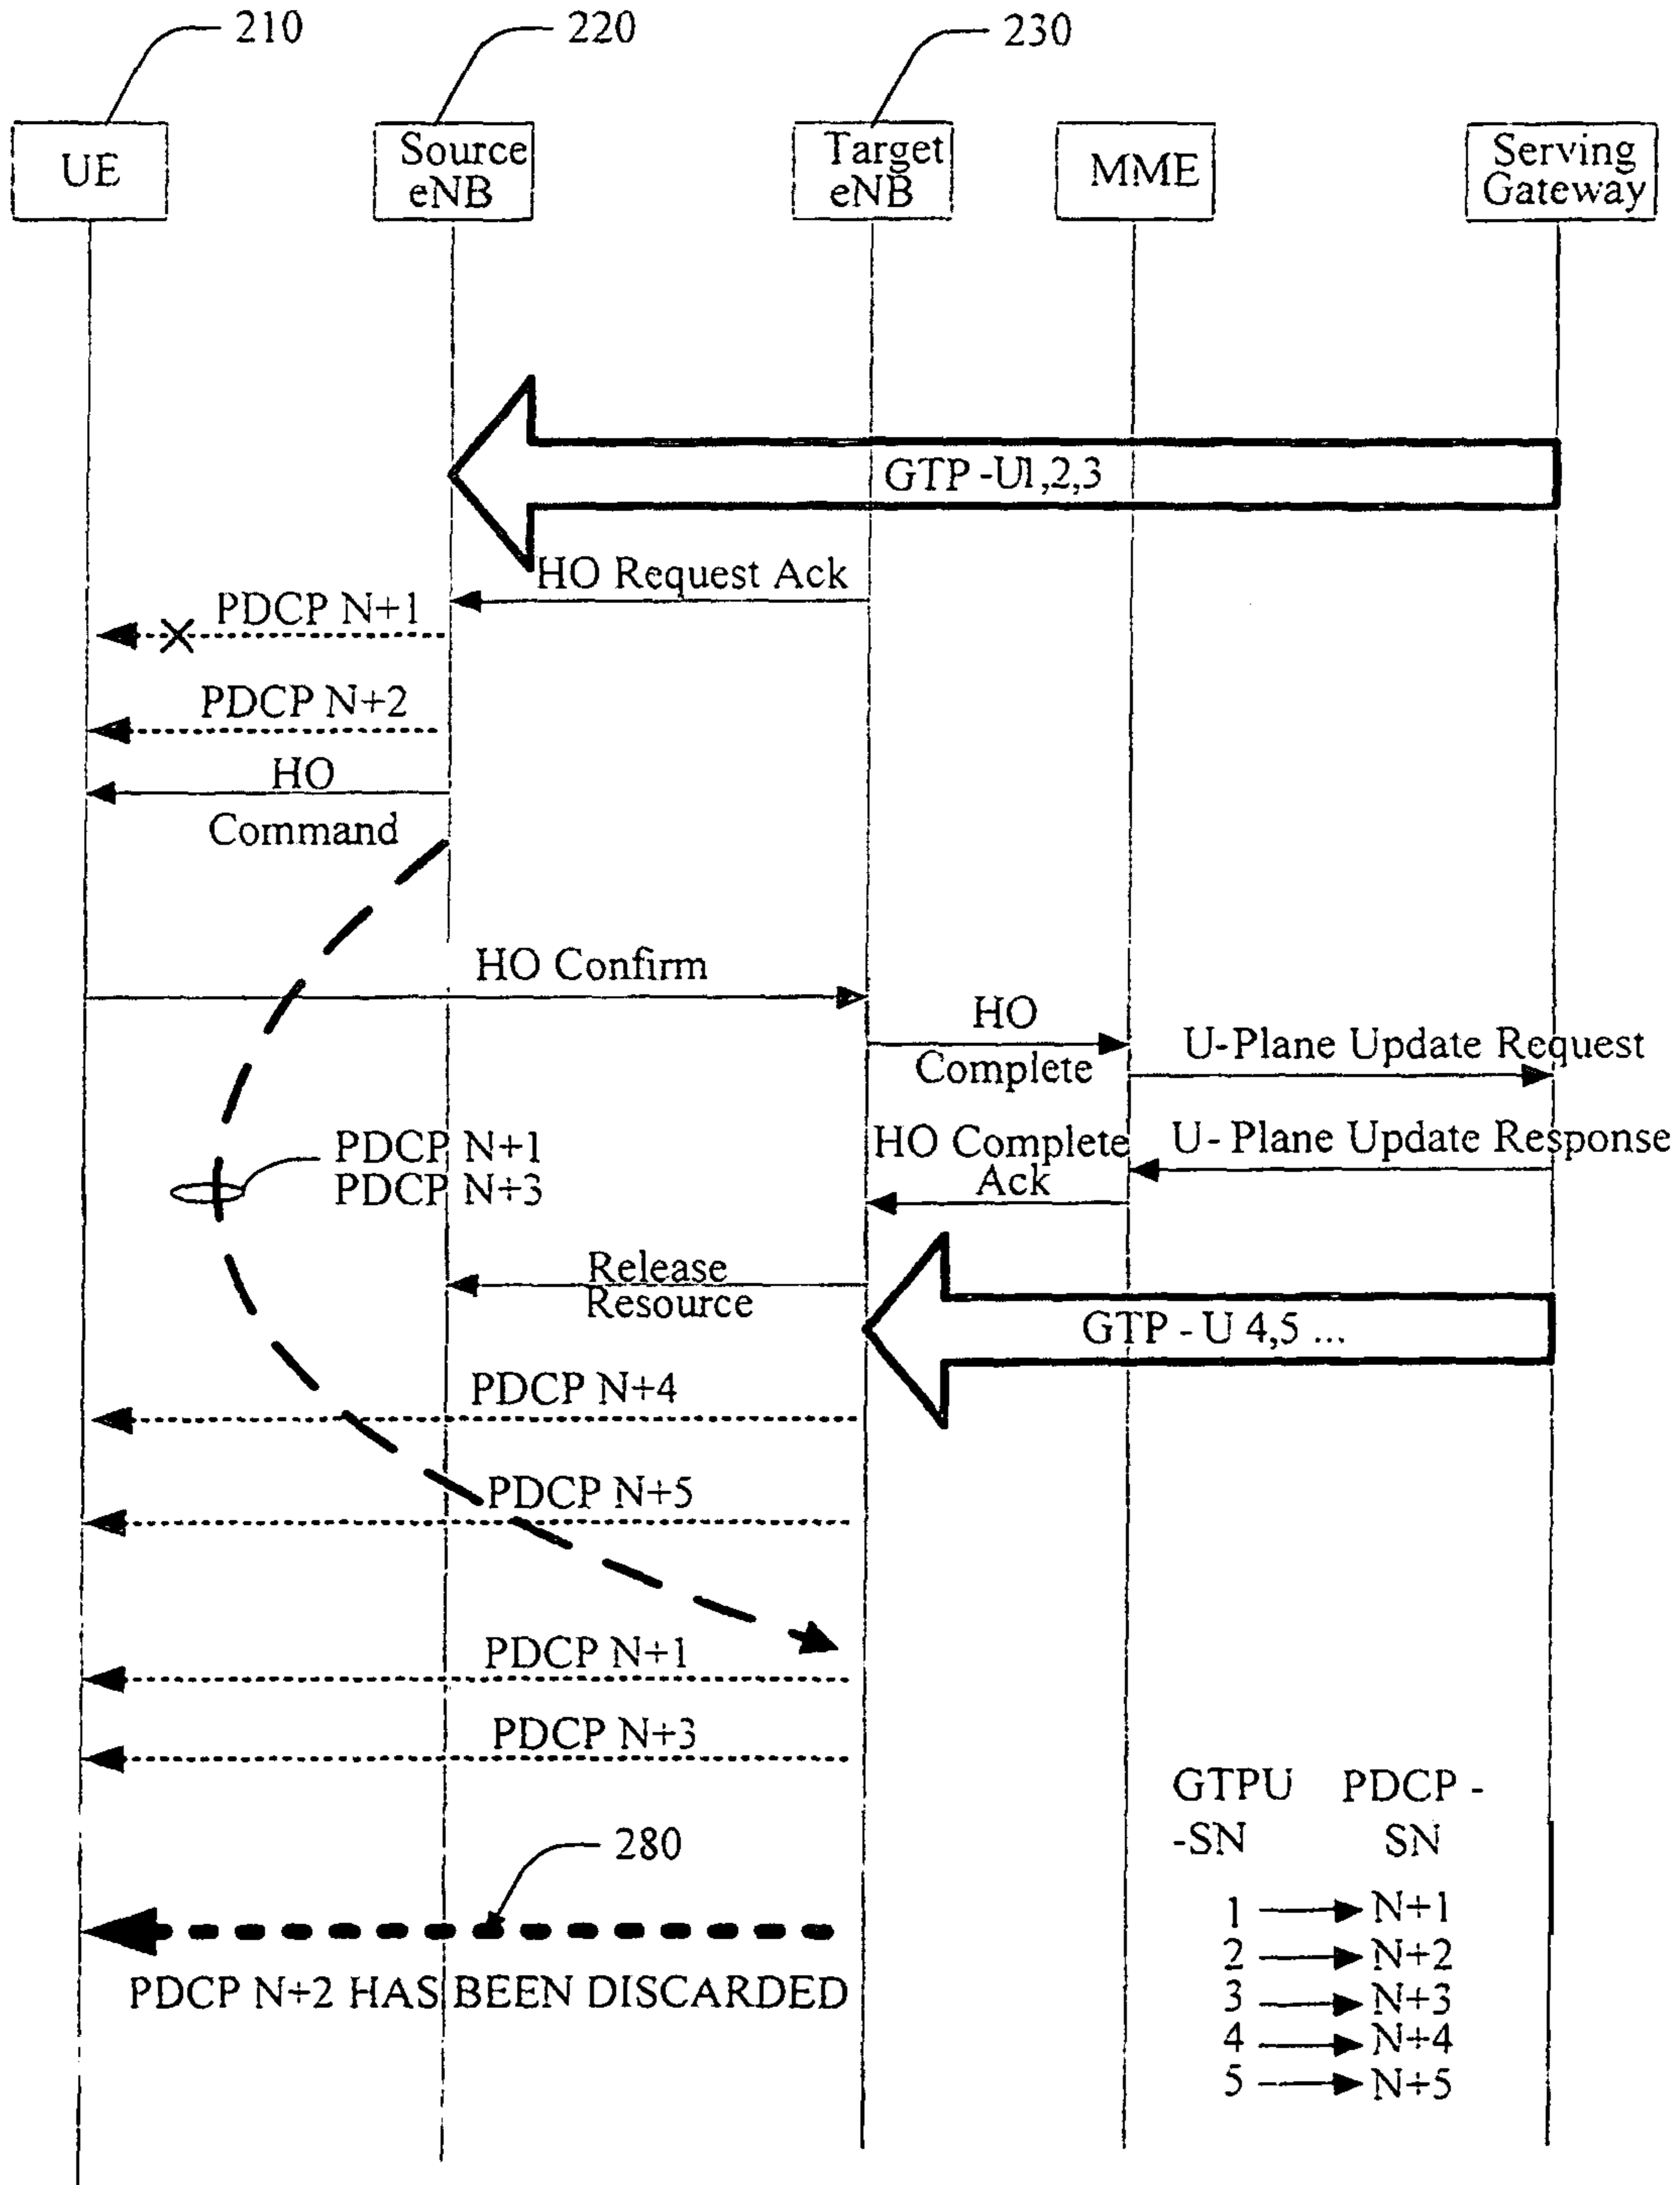 210
220
230
UE
Source
eNB
Target
eNB
MME
Serving
Gateway
GTP -U1,2,3
HO Request Ack
PDCP N+1
PDCP N+2
HO
Command
HO Confirm
HO
Complete
U-Plane Update Request
PDCP N+1
PDCP N+3
HO Complete
Ack
U- Plane Update Response
Release
Resource
GTP - U 4,5 ...
PDCP N+4
PDCP N+5
PDCP N+1
PDCP N+3
280
PDCP N+2 HAS BEEN DISCARDED
GTPU PDCP -
-SN SN
1 N+1
2 N+2
3 N+3
4 N+4
5 N+5